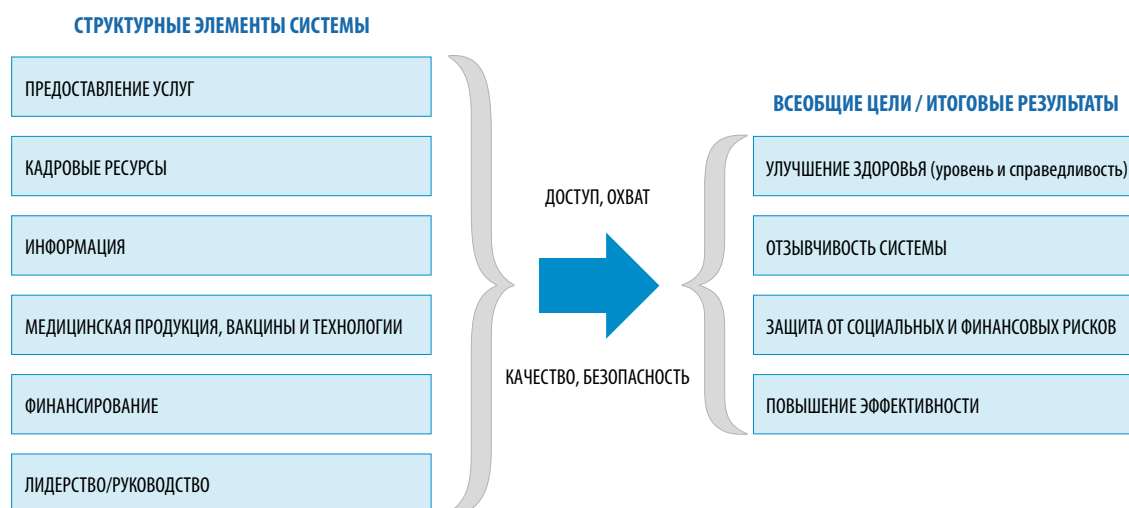 СТРУКТУРНЫЕ ЭЛЕМЕНТЫ СИСТЕМЫ
ПРЕДОСТАВЛЕНИЕ УСЛУГ
КАДРОВЫЕ РЕСУРСЫ
ИНФОРМАЦИЯ
МЕДИЦИНСКАЯ ПРОДУКЦИЯ, ВАКЦИНЫ И ТЕХНОЛОГИИ
ФИНАНСИРОВАНИЕ
ЛИДЕРСТВО/РУКОВОДСТВО
ДОСТУП, ОХВАТ
КАЧЕСТВО, БЕЗОПАСНОСТЬ
ВСЕОБЩИЕ ЦЕЛИ / ИТОГОВЫЕ РЕЗУЛЬТАТЫ
УЛУЧШЕНИЕ ЗДОРОВЬЯ (уровень и справедливость)
ОТЗЫВЧИВОСТЬ СИСТЕМЫ
ЗАЩИТА ОТ СОЦИАЛЬНЫХ И ФИНАНСОВЫХ РИСКОВ
ПОВЫШЕНИЕ ЭФФЕКТИВНОСТИ